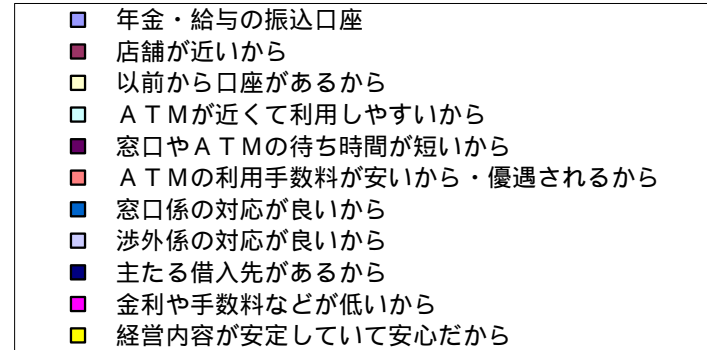 年金・給与の振込口座
店舗が近いから
以前から口座があるから
ＡＴＭが近くて利用しやすいから
窓口やＡＴＭの待ち時間が短いから
ＡＴＭの利用手数料が安いから・優遇されるから
窓口係の対応が良いから
渉外係の対応が良いから
主たる借入先があるから
金利や手数料などが低いから
経営内容が安定していて安心だから